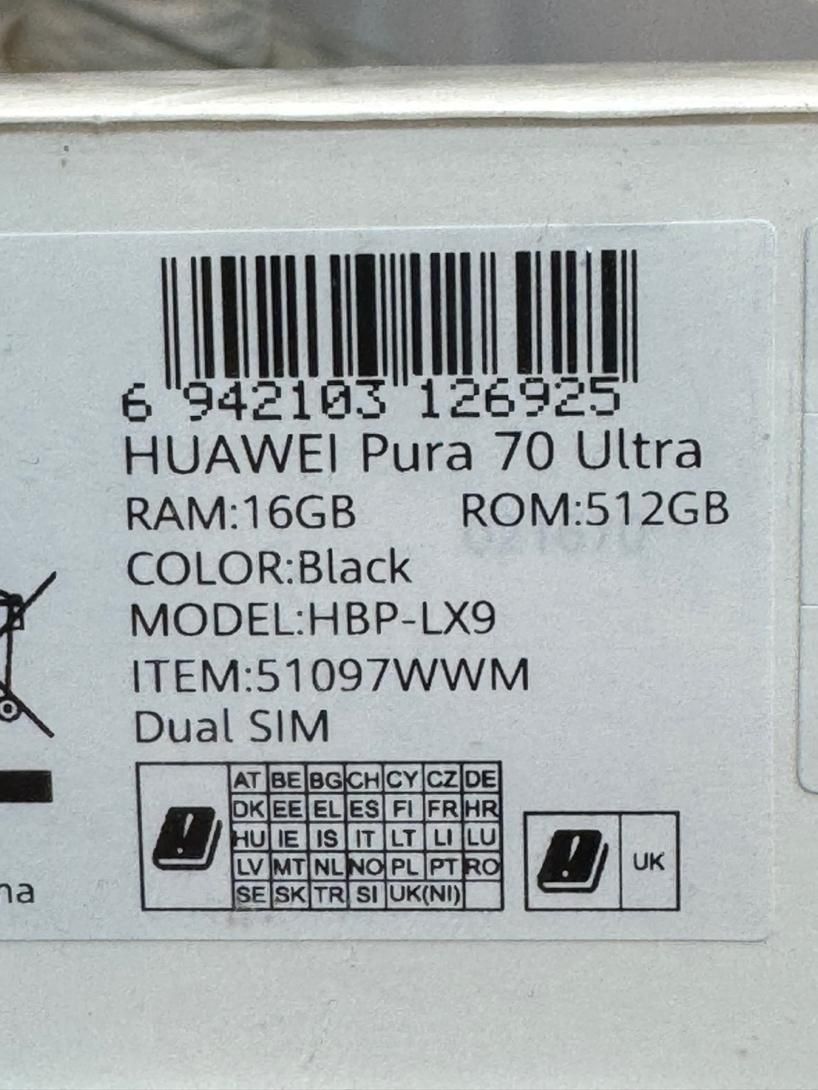 6 942103 126925
HUAWEI Pura 70 Ultra
RAM:16GB ROM:512GB
COLOR:Black
MODEL:HBP-LX9
ITEM:51097WWM
Dual SIM
AT BE BG CH CY CZ DE
DK EE EL ES FI FR HR
HU IE IS IT LT LI LU
LV MT NL NO PL PT RO
SE SK TR SI UK(NI)
UK